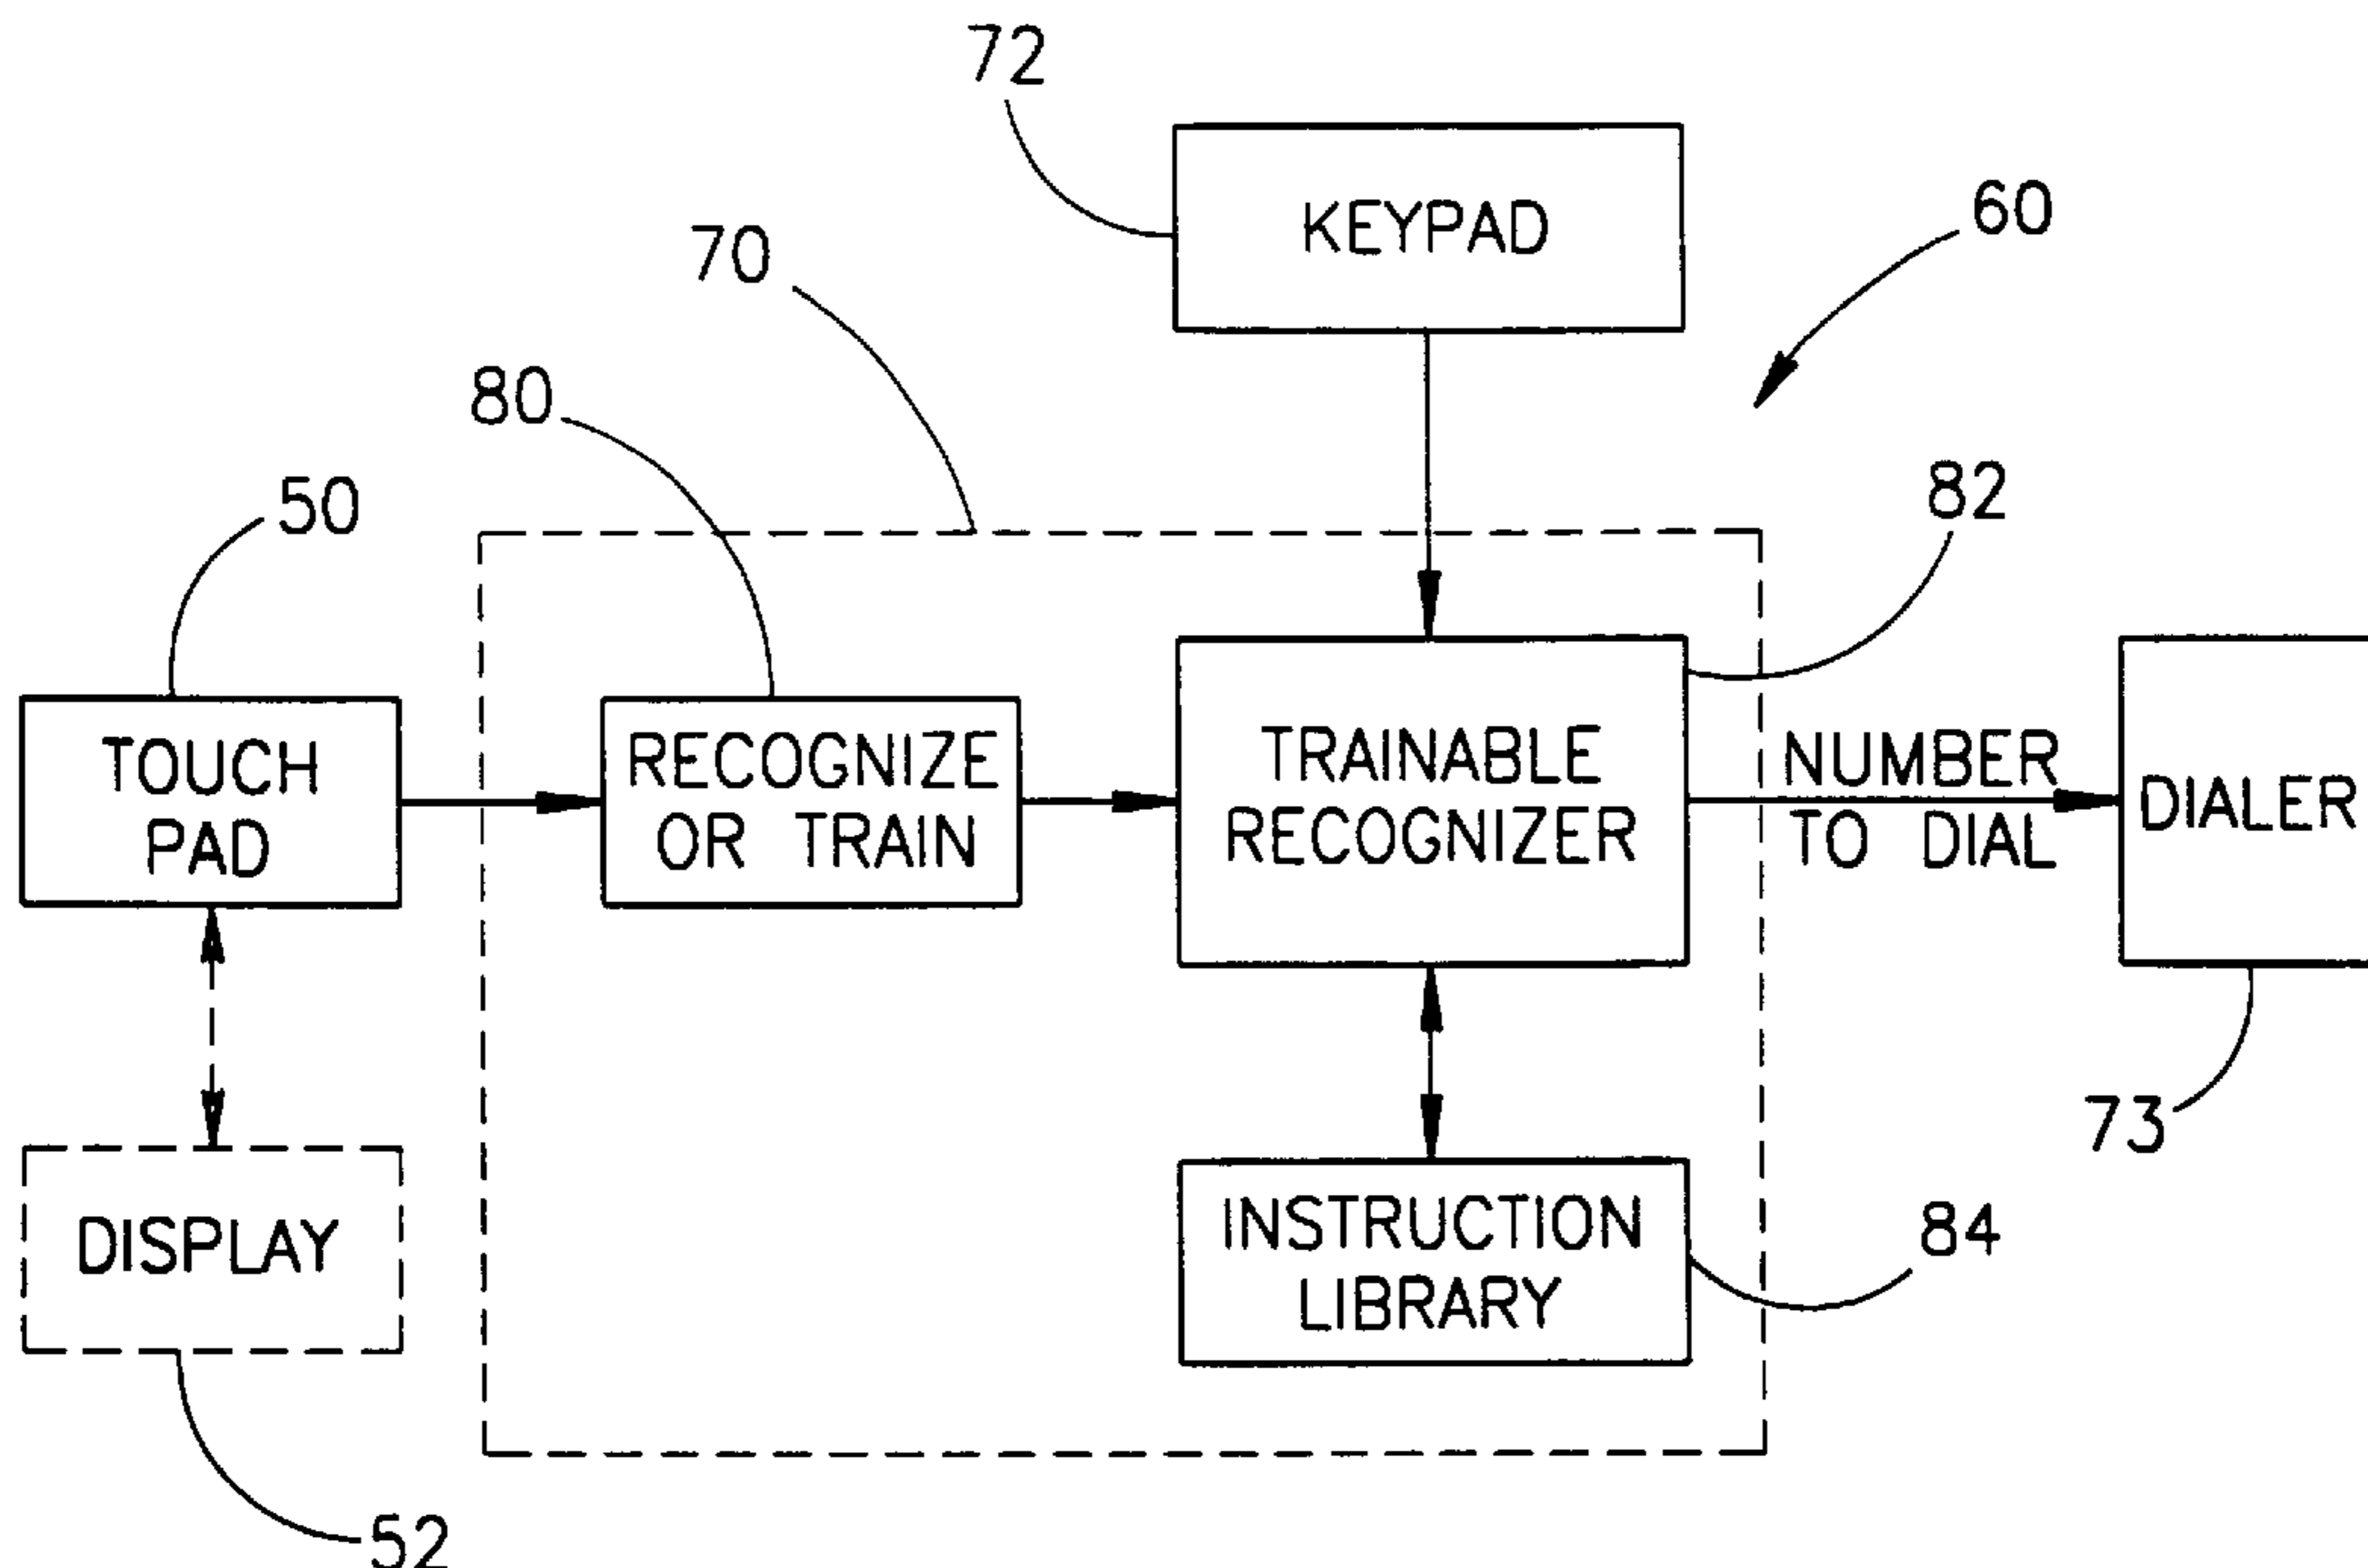 72
KEYPAD
60
70
80
50
82
TOUCH
PAD
RECOGNIZE
OR TRAIN
TRAINABLE
RECOGNIZER
NUMBER
TO DIAL
DIALER
73
DISPLAY
INSTRUCTION
LIBRARY
84
52